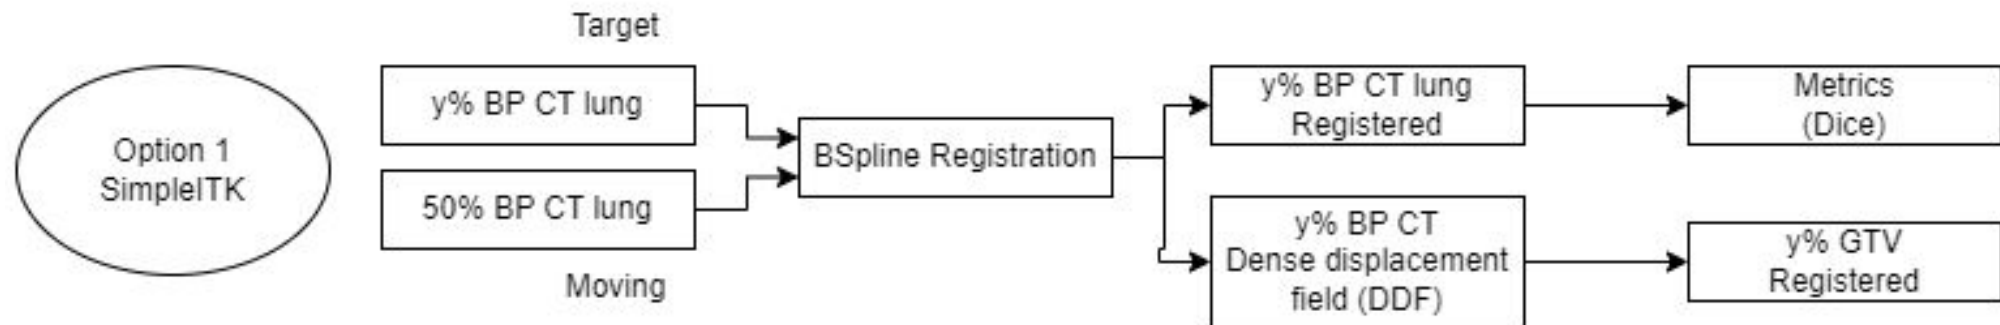 Option 1
SimpleITK
Target
y% BP CT lung
50% BP CT lung
Moving
BSpline Registration
y% BP CT lung
Registered
y% BP CT
Dense displacement
field (DDF)
Metrics
(Dice)
y% GTV
Registered